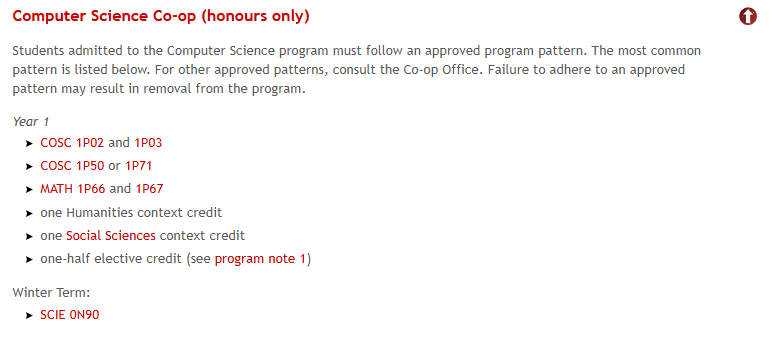 Computer Science Co-op (honours only)
Students admitted to the Computer Science program must follow an approved program pattern. The most common
pattern is listed below. For other approved patterns, consult the Co-op Office. Failure to adhere to an approved
pattern may result in removal from the program.
Year 1
COSC 1P02 and 1P03
COSC 1P50 or 1P71
MATH 1P66 and 1P67
one Humanities context credit
one Social Sciences context credit
one-half elective credit (see program note 1)
Winter Term:
SCIE 0N90